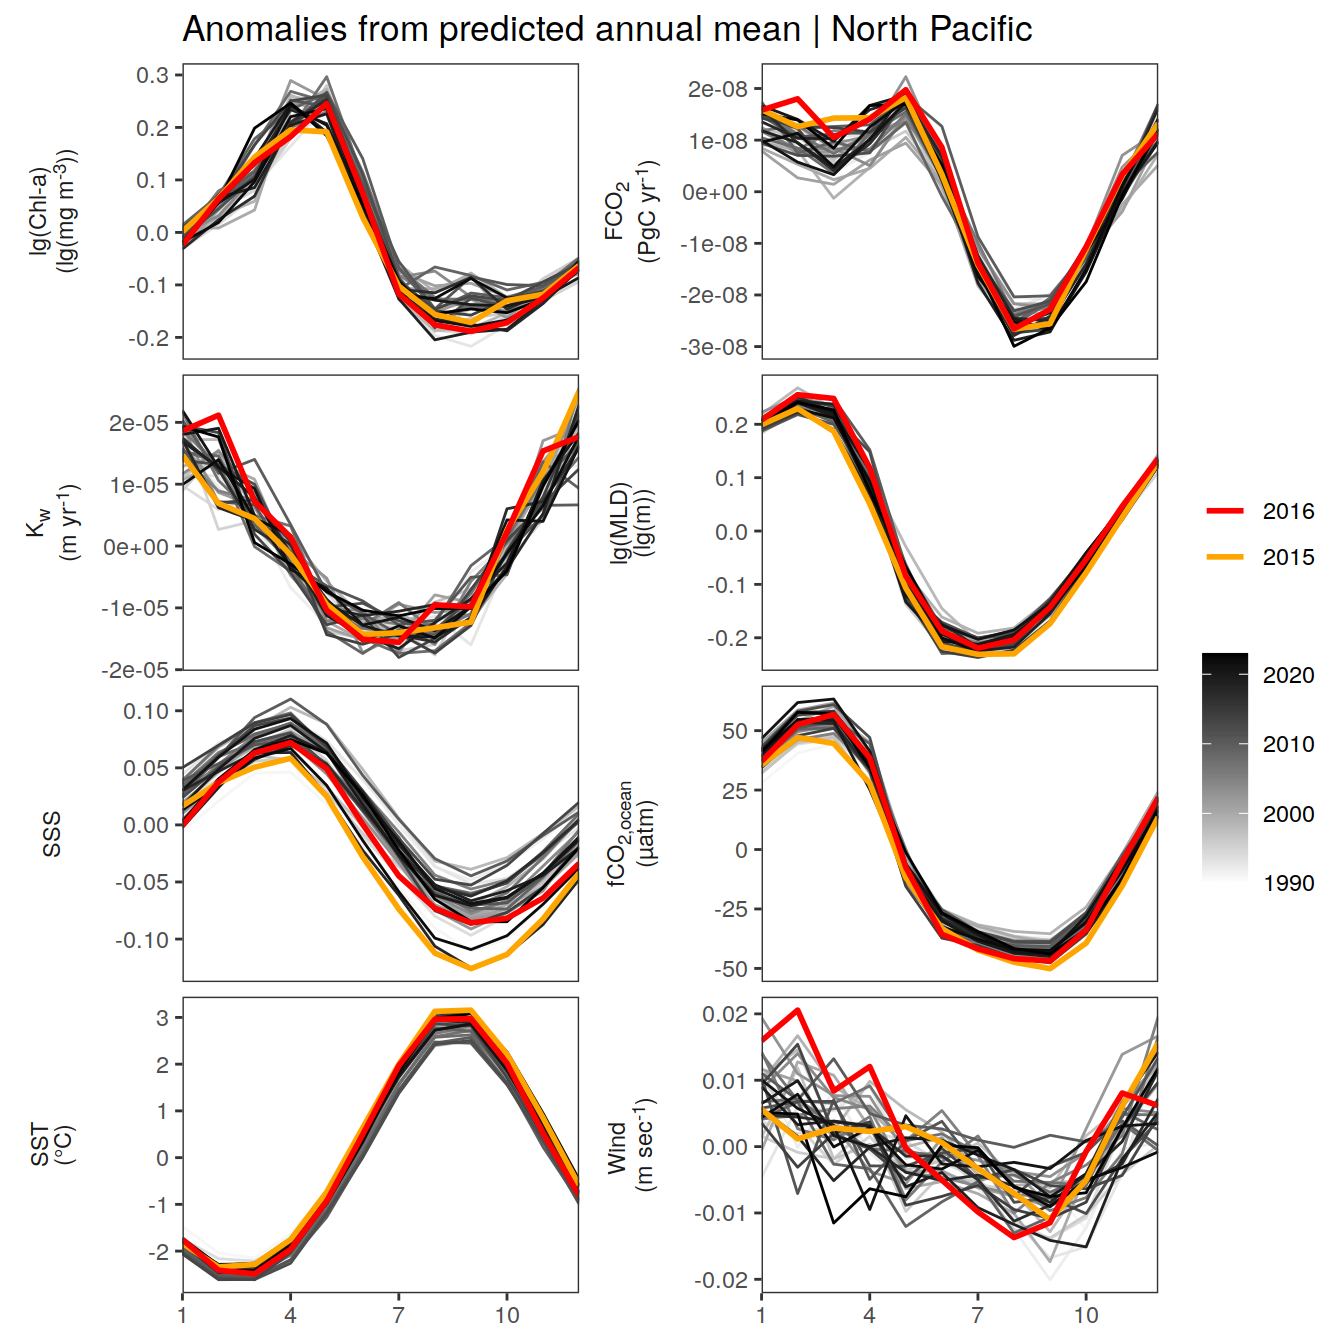 Anomalies from predicted annual mean | North Pacific
lg(Chl-a)
(lg(mg m⁻³))
0.3
0.2
0.1
0.0
-0.1
-0.2
FCO₂
(PgC yr⁻¹)
2e-08
1e-08
0e+00
-1e-08
-2e-08
-3e-08
K_w
(m yr⁻¹)
2e-05
1e-05
0e+00
-1e-05
-2e-05
lg(MLD)
(lg(m))
0.2
0.1
0.0
-0.1
-0.2
SSS
0.10
0.05
0.00
-0.05
-0.10
fCO₂,ocean
(µatm)
50
25
0
-25
-50
SST
(°C)
3
2
1
0
-1
-2
1 4 7 10
Wind
(m sec⁻¹)
0.02
0.01
0.00
-0.01
-0.02
1 4 7 10
2016
2015
2020
2010
2000
1990